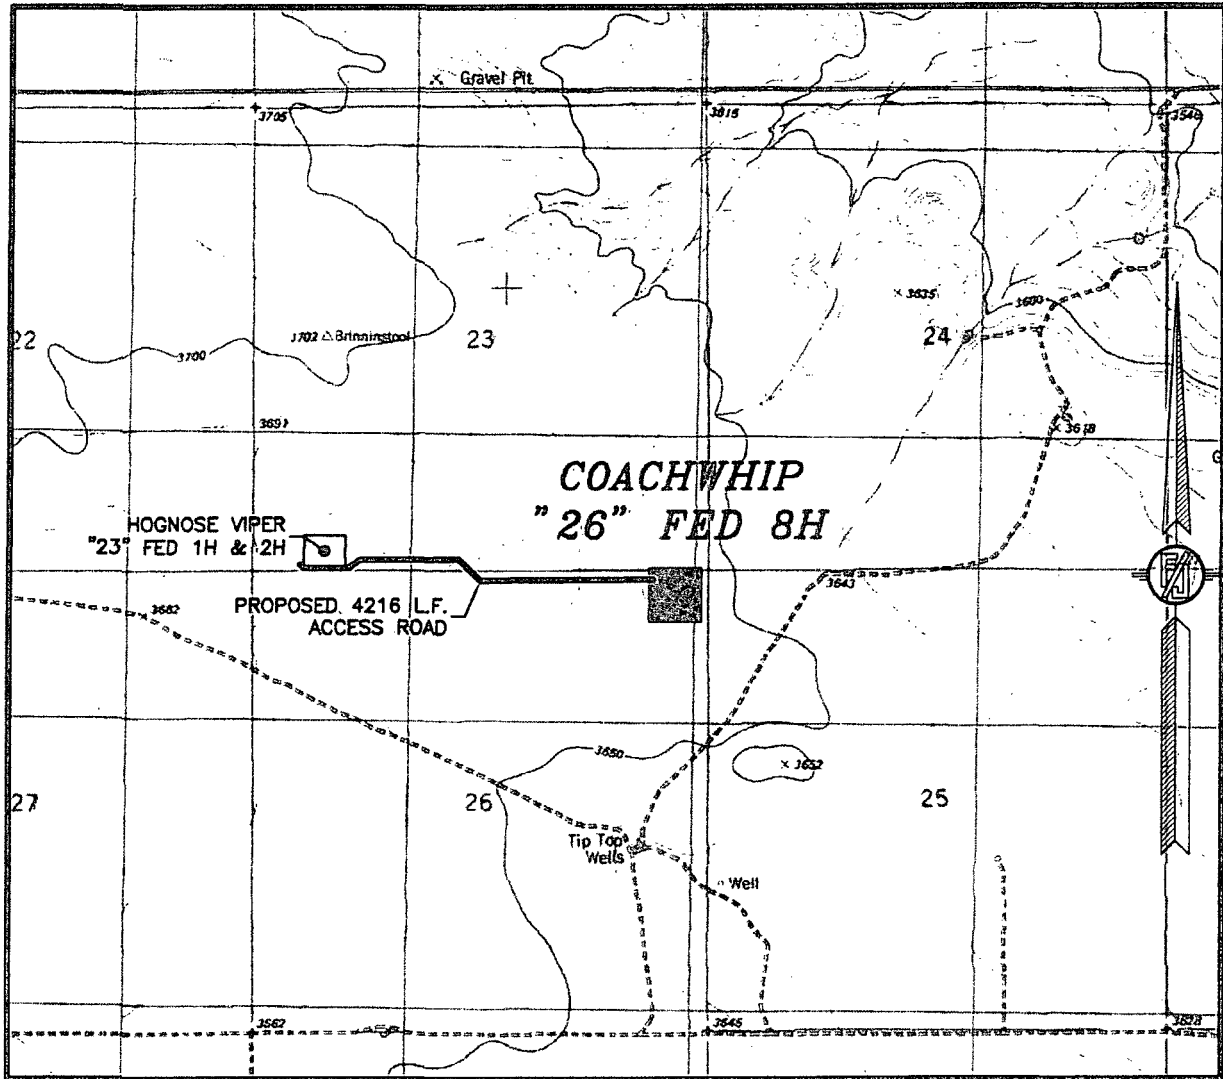 Gravel Pit
3705
3815
3546
3635
22
3702 Brinninstool
23
24
3600
3700
3691
3618
COACHWHIP
"26" FED 8H
HOGNOSE VIPER
"23" FED 1H & 2H
PROPOSED 4216 L.F.
ACCESS ROAD
3682
3643
3650
3652
27
26
25
Tip Top
Wells
Well
3645